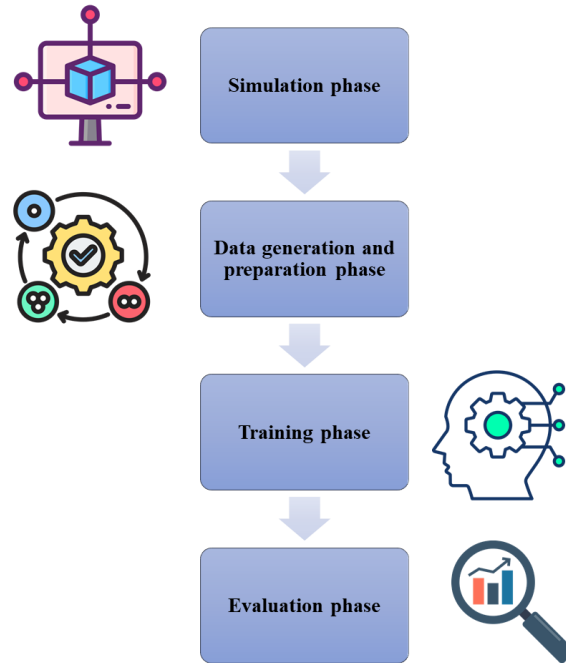 Simulation phase
Data generation and
preparation phase
Training phase
Evaluation phase